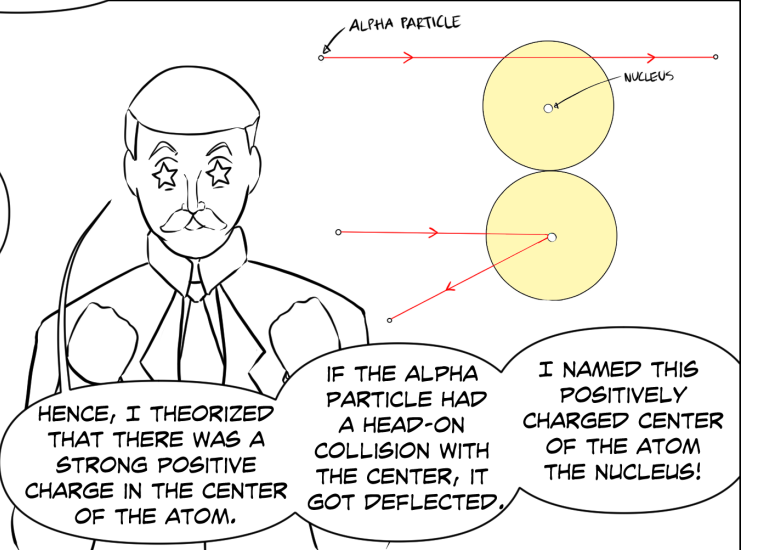 ALPHA PARTICLE
NUCLEUS
HENCE, I THEORIZED
THAT THERE WAS A
STRONG POSITIVE
CHARGE IN THE CENTER
OF THE ATOM.
IF THE ALPHA
PARTICLE HAD
A HEAD-ON
COLLISION WITH
THE CENTER, IT
GOT DEFLECTED.
I NAMED THIS
POSITIVELY
CHARGED CENTER
OF THE ATOM
THE NUCLEUS!